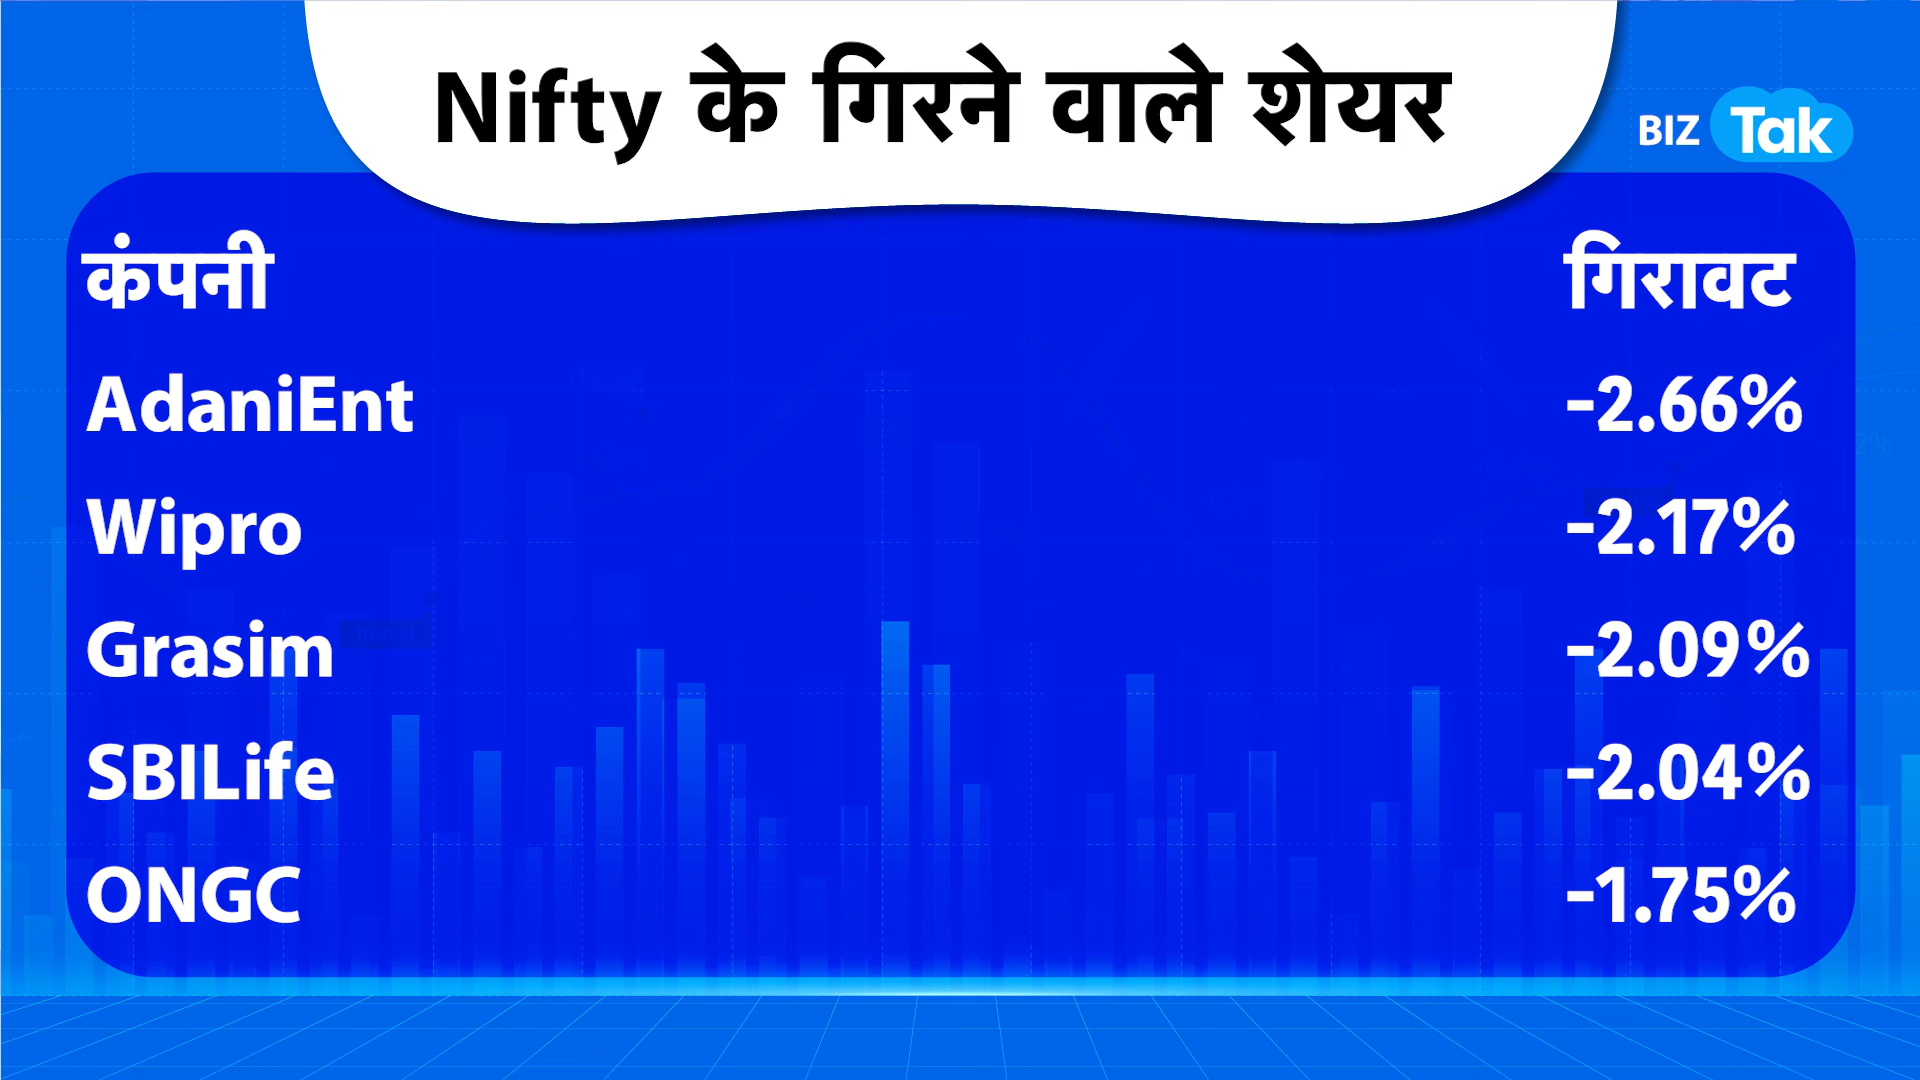 Nifty के गिरने वाले शेयर
BIZ Tak
कंपनी गिरावट
AdaniEnt -2.66%
Wipro -2.17%
Grasim -2.09%
SBILife -2.04%
ONGC -1.75%